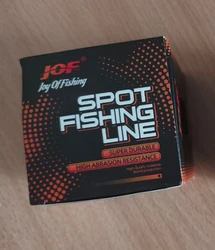 JOF
Joy Of Fishing
SPOT
FISHING
LINE
SUPER DURABLE
HIGH ABRASION RESISTANCE